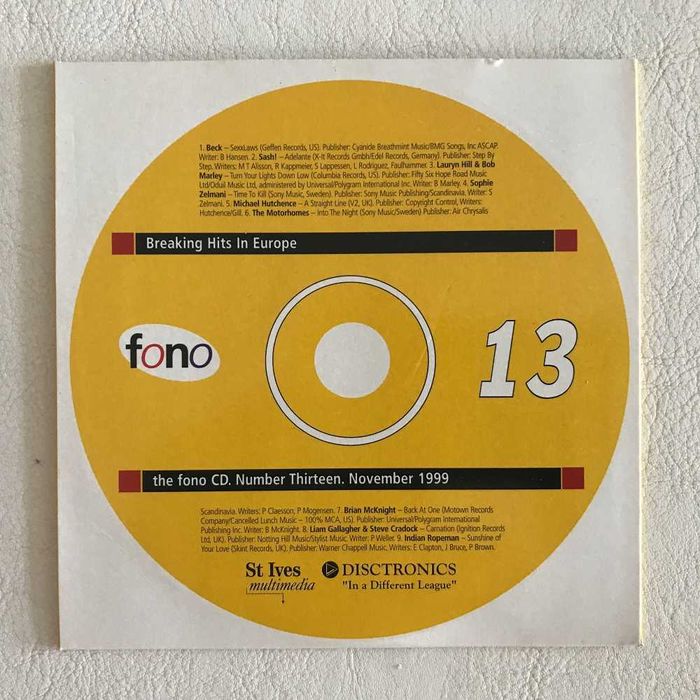 1. Beck – SexxLaws (Geffen Records, US). Publisher: Cyanide Breathmint Music/BMG Songs, Inc ASCAP.
Writer: B Hansen. 2. Sash! – Adelante (X-It Records Gmbh/Edel Records, Germany). Publisher: Step By
Step. Writers: M T Alisson, R Kappmeier, S Lappessen, L Rodriguez, Faulhammer. 3. Lauryn Hill & Bob
Marley – Turn Your Lights Down Low (Columbia Records, US). Publisher: Fifty Six Hope Road Music
Ltd/Odual Music Ltd, administered by Universal/Polygram International Inc. Writer: B Marley. 4. Sophie
Zelmani – Time To Kill (Sony Music, Sweden). Publisher: Sony Music Publishing/Scandinavia. Writer: S
Zelmani. 5. Michael Hutchence – A Straight Line (V2, UK). Publisher: Copyright Control, Writers:
Hutchence/Gill. 6. The Motorhomes – Into The Night (Sony Music/Sweden) Publisher: Air Chrysalis
Breaking Hits In Europe
fono
13
the fono CD. Number Thirteen. November 1999
Scandinavia. Writers: P Claesson, P Mogensen. 7. Brian McKnight – Back At One (Motown Records
Company/Cancelled Lunch Music – 100% MCA, US). Publisher: Universal/Polygram International
Publishing Inc. Writer: B McKnight. 8. Liam Gallagher & Steve Cradock – Carnation (Ignition Records
Ltd, UK). Publisher: Notting Hill Music/Stylist Music. Writer: P Weller. 9. Indian Ropeman – Sunshine of
Your Love (Skint Records, UK). Publisher: Warner Chappell Music. Writers: E Clapton, J Bruce, P Brown.
St Ives
multimedia
DISCTRONICS
"In a Different League"